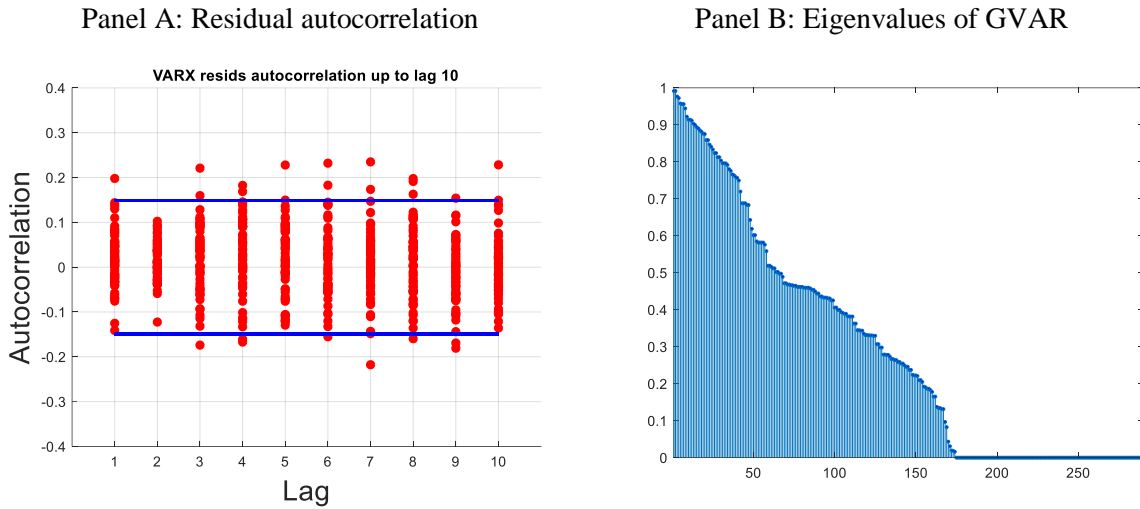 Panel A: Residual autocorrelation
VARX resids autocorrelation up to lag 10
Autocorrelation
0.4
0.3
0.2
0.1
0
-0.1
-0.2
-0.3
-0.4
1 2 3 4 5 6 7 8 9 10
Lag
Panel B: Eigenvalues of GVAR
1
0.9
0.8
0.7
0.6
0.5
0.4
0.3
0.2
0.1
0
50 100 150 200 250